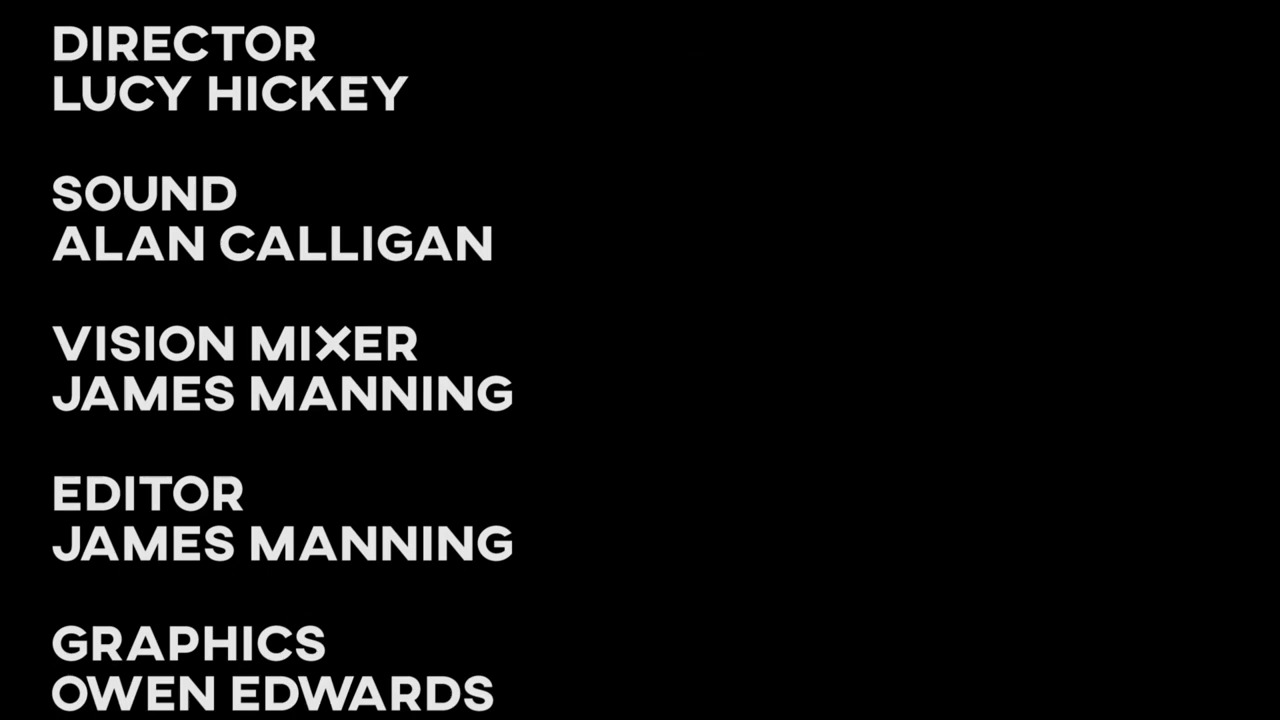 DIRECTOR
LUCY HICKEY
SOUND
ALAN CALLIGAN
VISION MIXER
JAMES MANNING
EDITOR
JAMES MANNING
GRAPHICS
OWEN EDWARDS